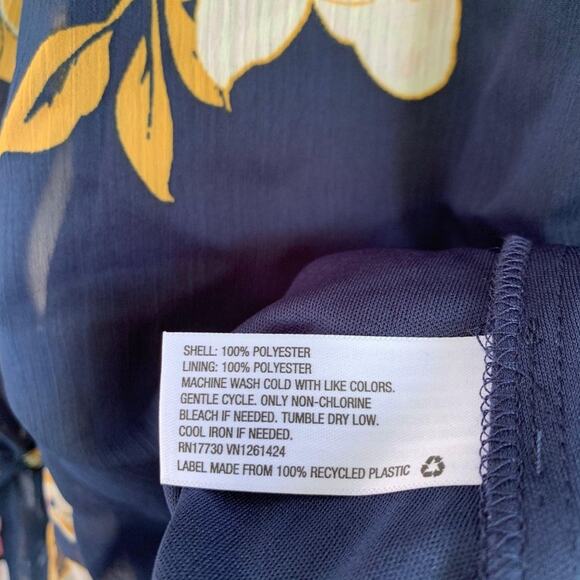 SHELL: 100% POLYESTER
LINING: 100% POLYESTER
MACHINE WASH COLD WITH LIKE COLORS.
GENTLE CYCLE. ONLY NON-CHLORINE
BLEACH IF NEEDED. TUMBLE DRY LOW.
COOL IRON IF NEEDED.
RN17730 VN1261424
LABEL MADE FROM 100% RECYCLED PLASTIC